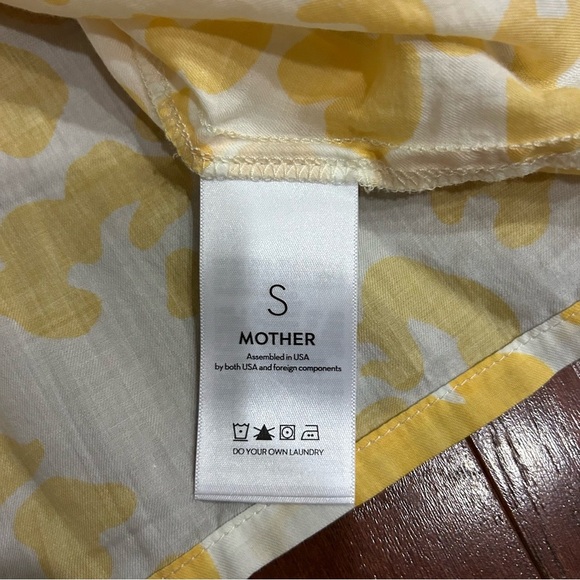 S
MOTHER
Assembled in USA
by both USA and foreign components
DO YOUR OWN LAUNDRY